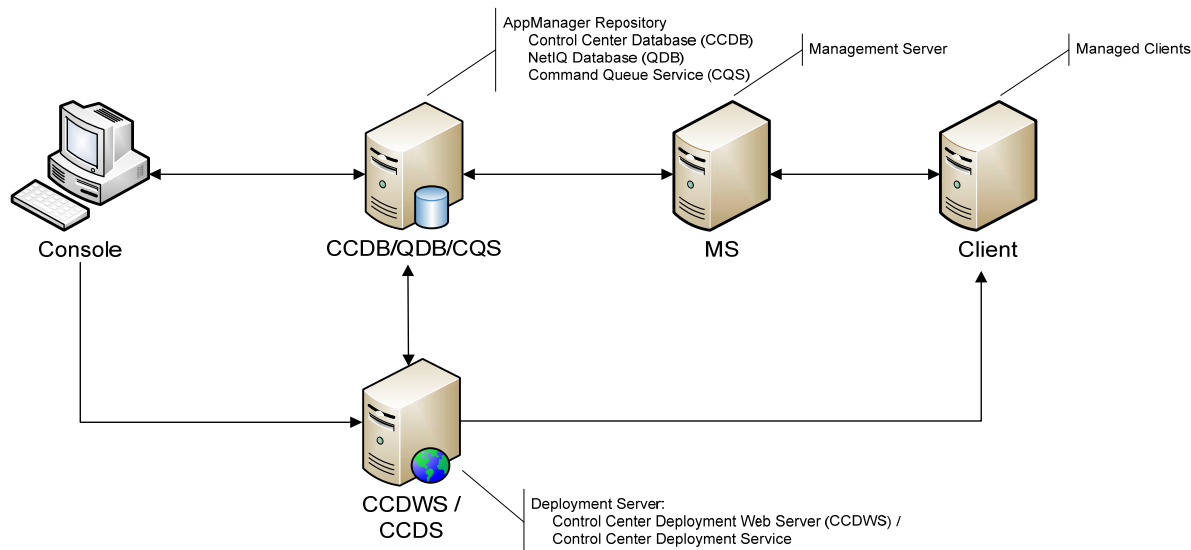 AppManager Repository
Control Center Database (CCDB)
NetIQ Database (QDB)
Command Queue Service (CQS)
Management Server
Managed Clients
Console
CCDB/QDB/CQS
MS
Client
CCDWS /
CCDS
Deployment Server:
Control Center Deployment Web Server (CCDWS) /
Control Center Deployment Service